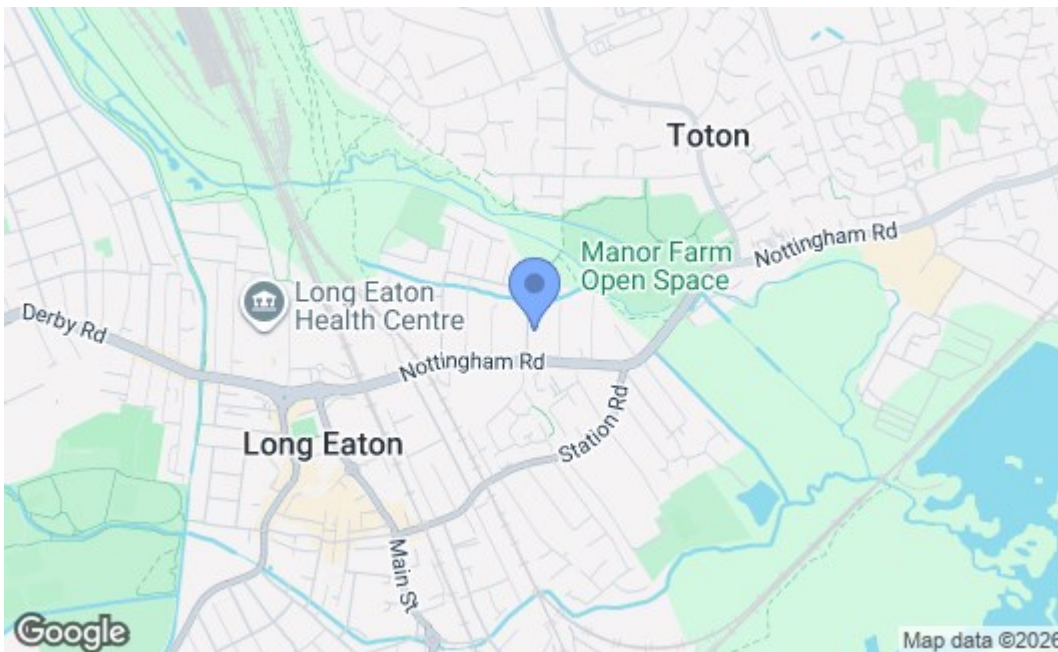 Toton
Nottingham Rd
Manor Farm
Open Space
Long Eaton
Health Centre
Derby Rd
Nottingham Rd
Station Rd
Long Eaton
Main St
Google
Map data ©2026